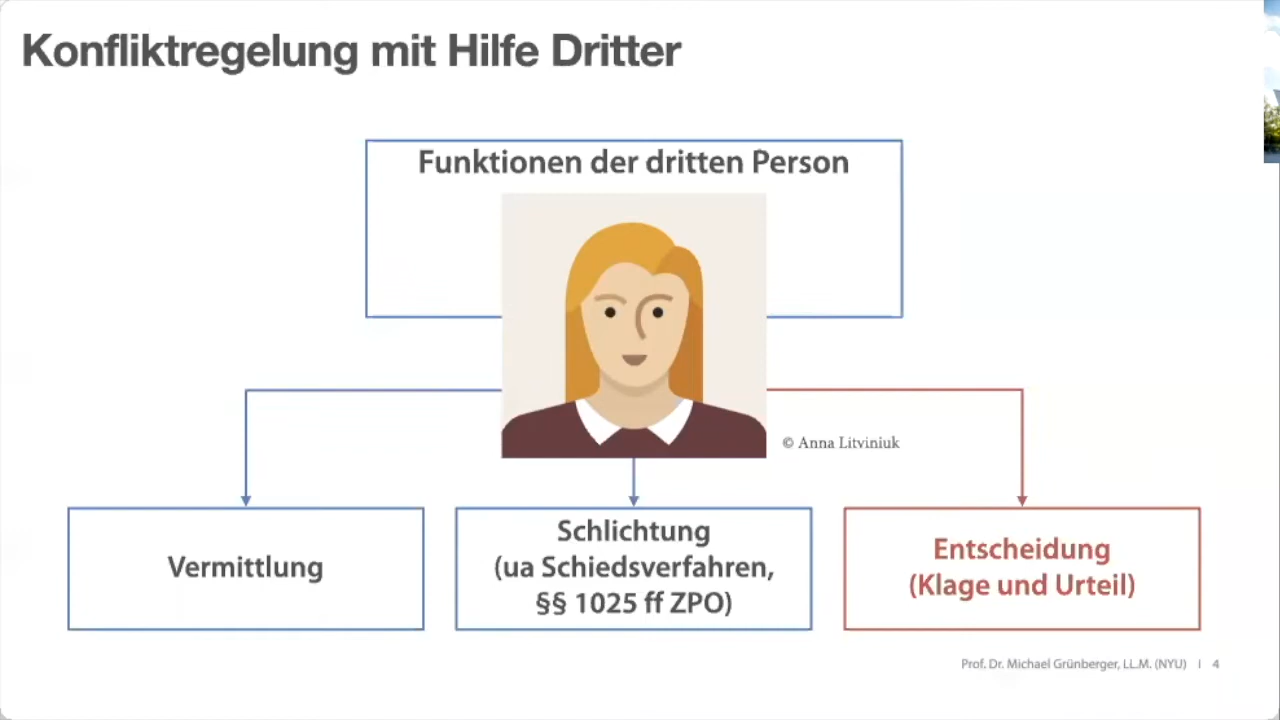 Konfliktregelung mit Hilfe Dritter
Funktionen der dritten Person
© Anna Litviniuk
Vermittlung
Schlichtung
(ua Schiedsverfahren,
§§ 1025 ff ZPO)
Entscheidung
(Klage und Urteil)
Prof. Dr. Michael Grünberger, LL.M. (NYU) I 4